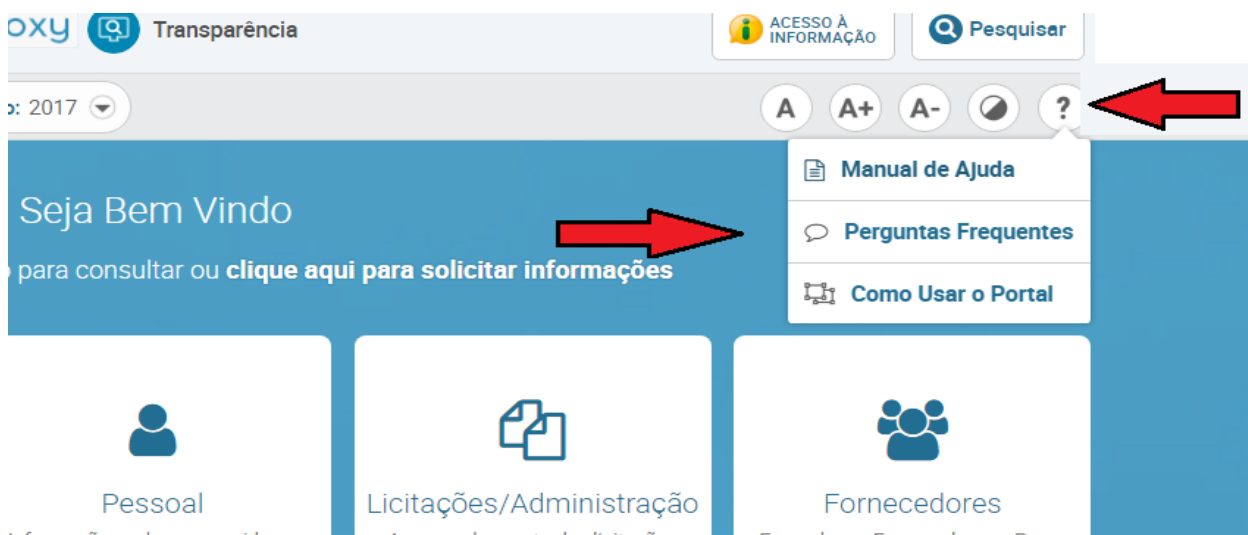 oxy Transparência
ACESSO À
INFORMAÇÃO
Pesquisar
o: 2017
A A+ A- ?
Manual de Ajuda
Seja Bem Vindo
Perguntas Frequentes
para consultar ou clique aqui para solicitar informações
Como Usar o Portal
Pessoal Licitações/Administração Fornecedores